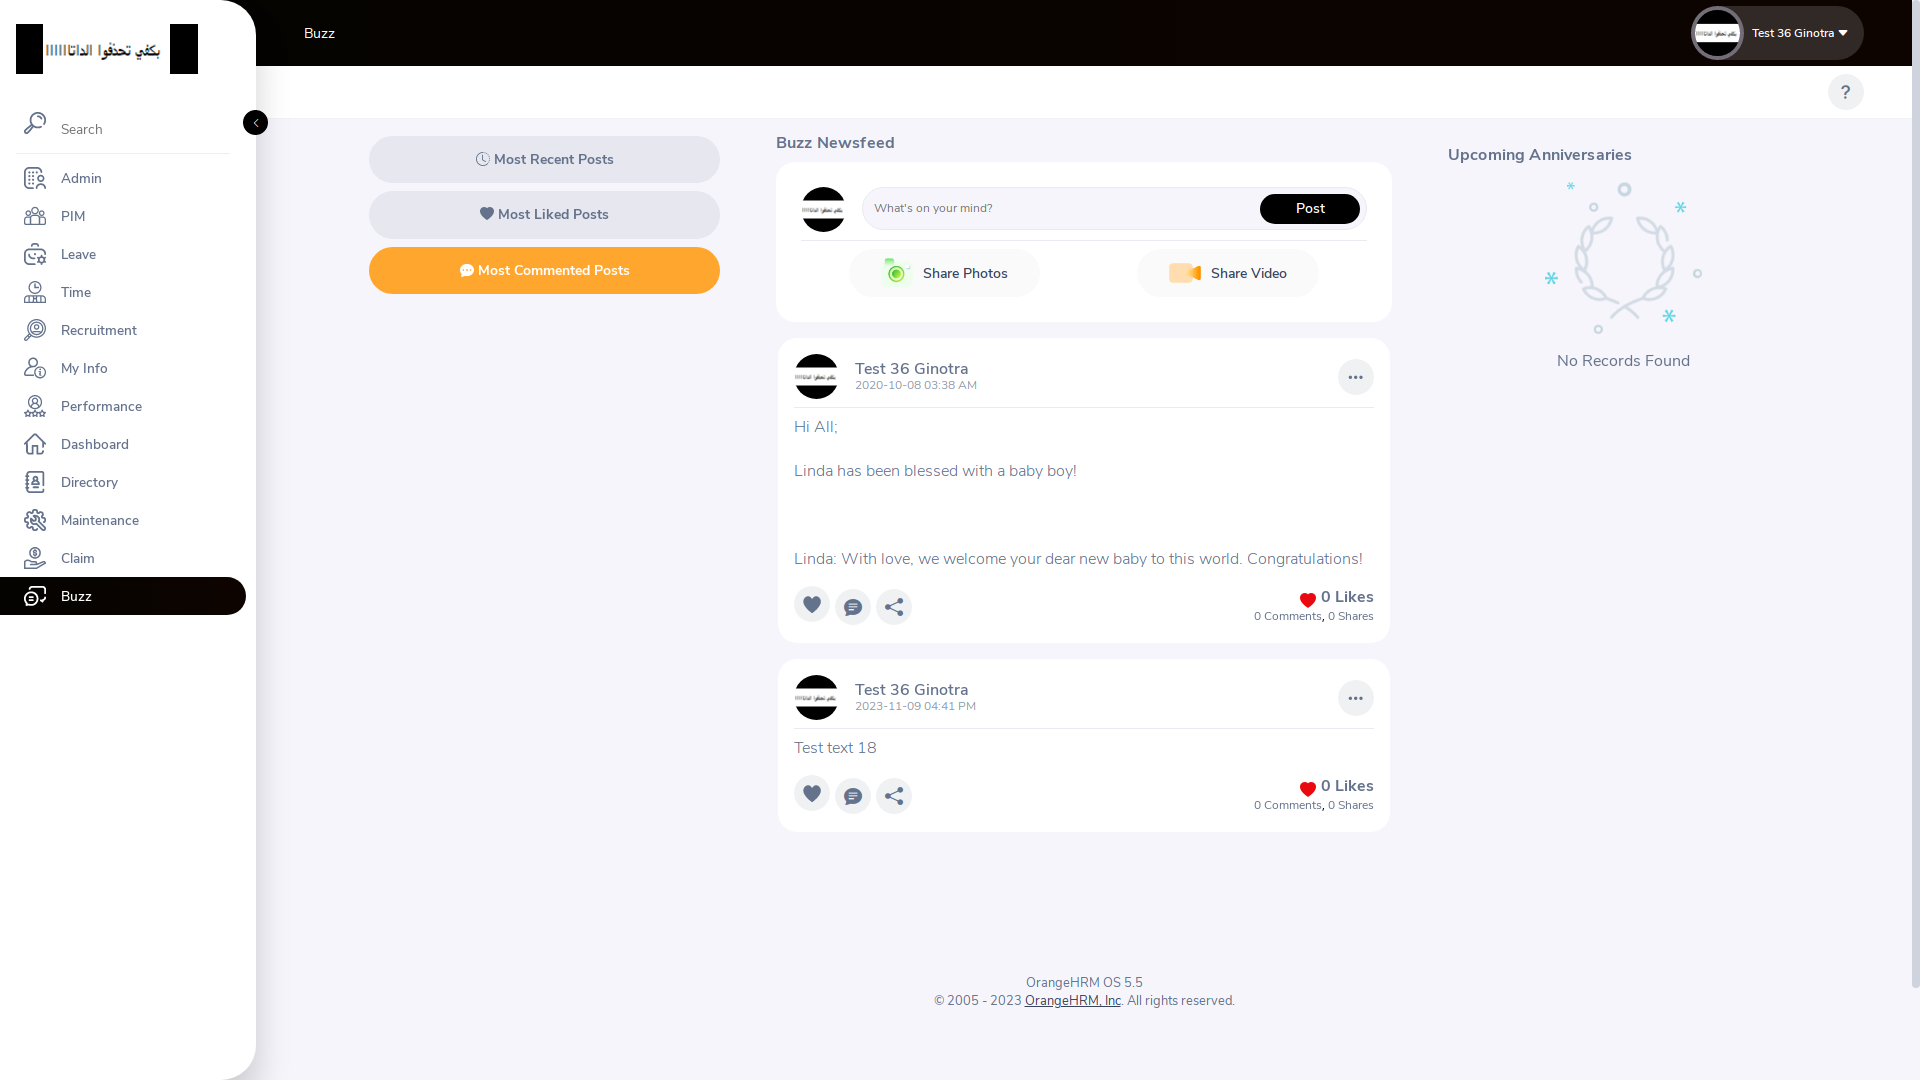 بكفي تحذفوا الداتاااااا
Buzz
Test 36 Ginotra
Search
?
Admin
PIM
Leave
Time
Recruitment
My Info
Performance
Dashboard
Directory
Maintenance
Claim
Buzz
Most Recent Posts
Most Liked Posts
Most Commented Posts
Buzz Newsfeed
What's on your mind?
Post
Share Photos
Share Video
Test 36 Ginotra
2020-10-08 03:38 AM
Hi All;
Linda has been blessed with a baby boy!
Linda: With love, we welcome your dear new baby to this world. Congratulations!
0 Likes
0 Comments, 0 Shares
Test 36 Ginotra
2023-11-09 04:41 PM
Test text 18
0 Likes
0 Comments, 0 Shares
Upcoming Anniversaries
No Records Found
OrangeHRM OS 5.5
© 2005 - 2023 OrangeHRM, Inc. All rights reserved.